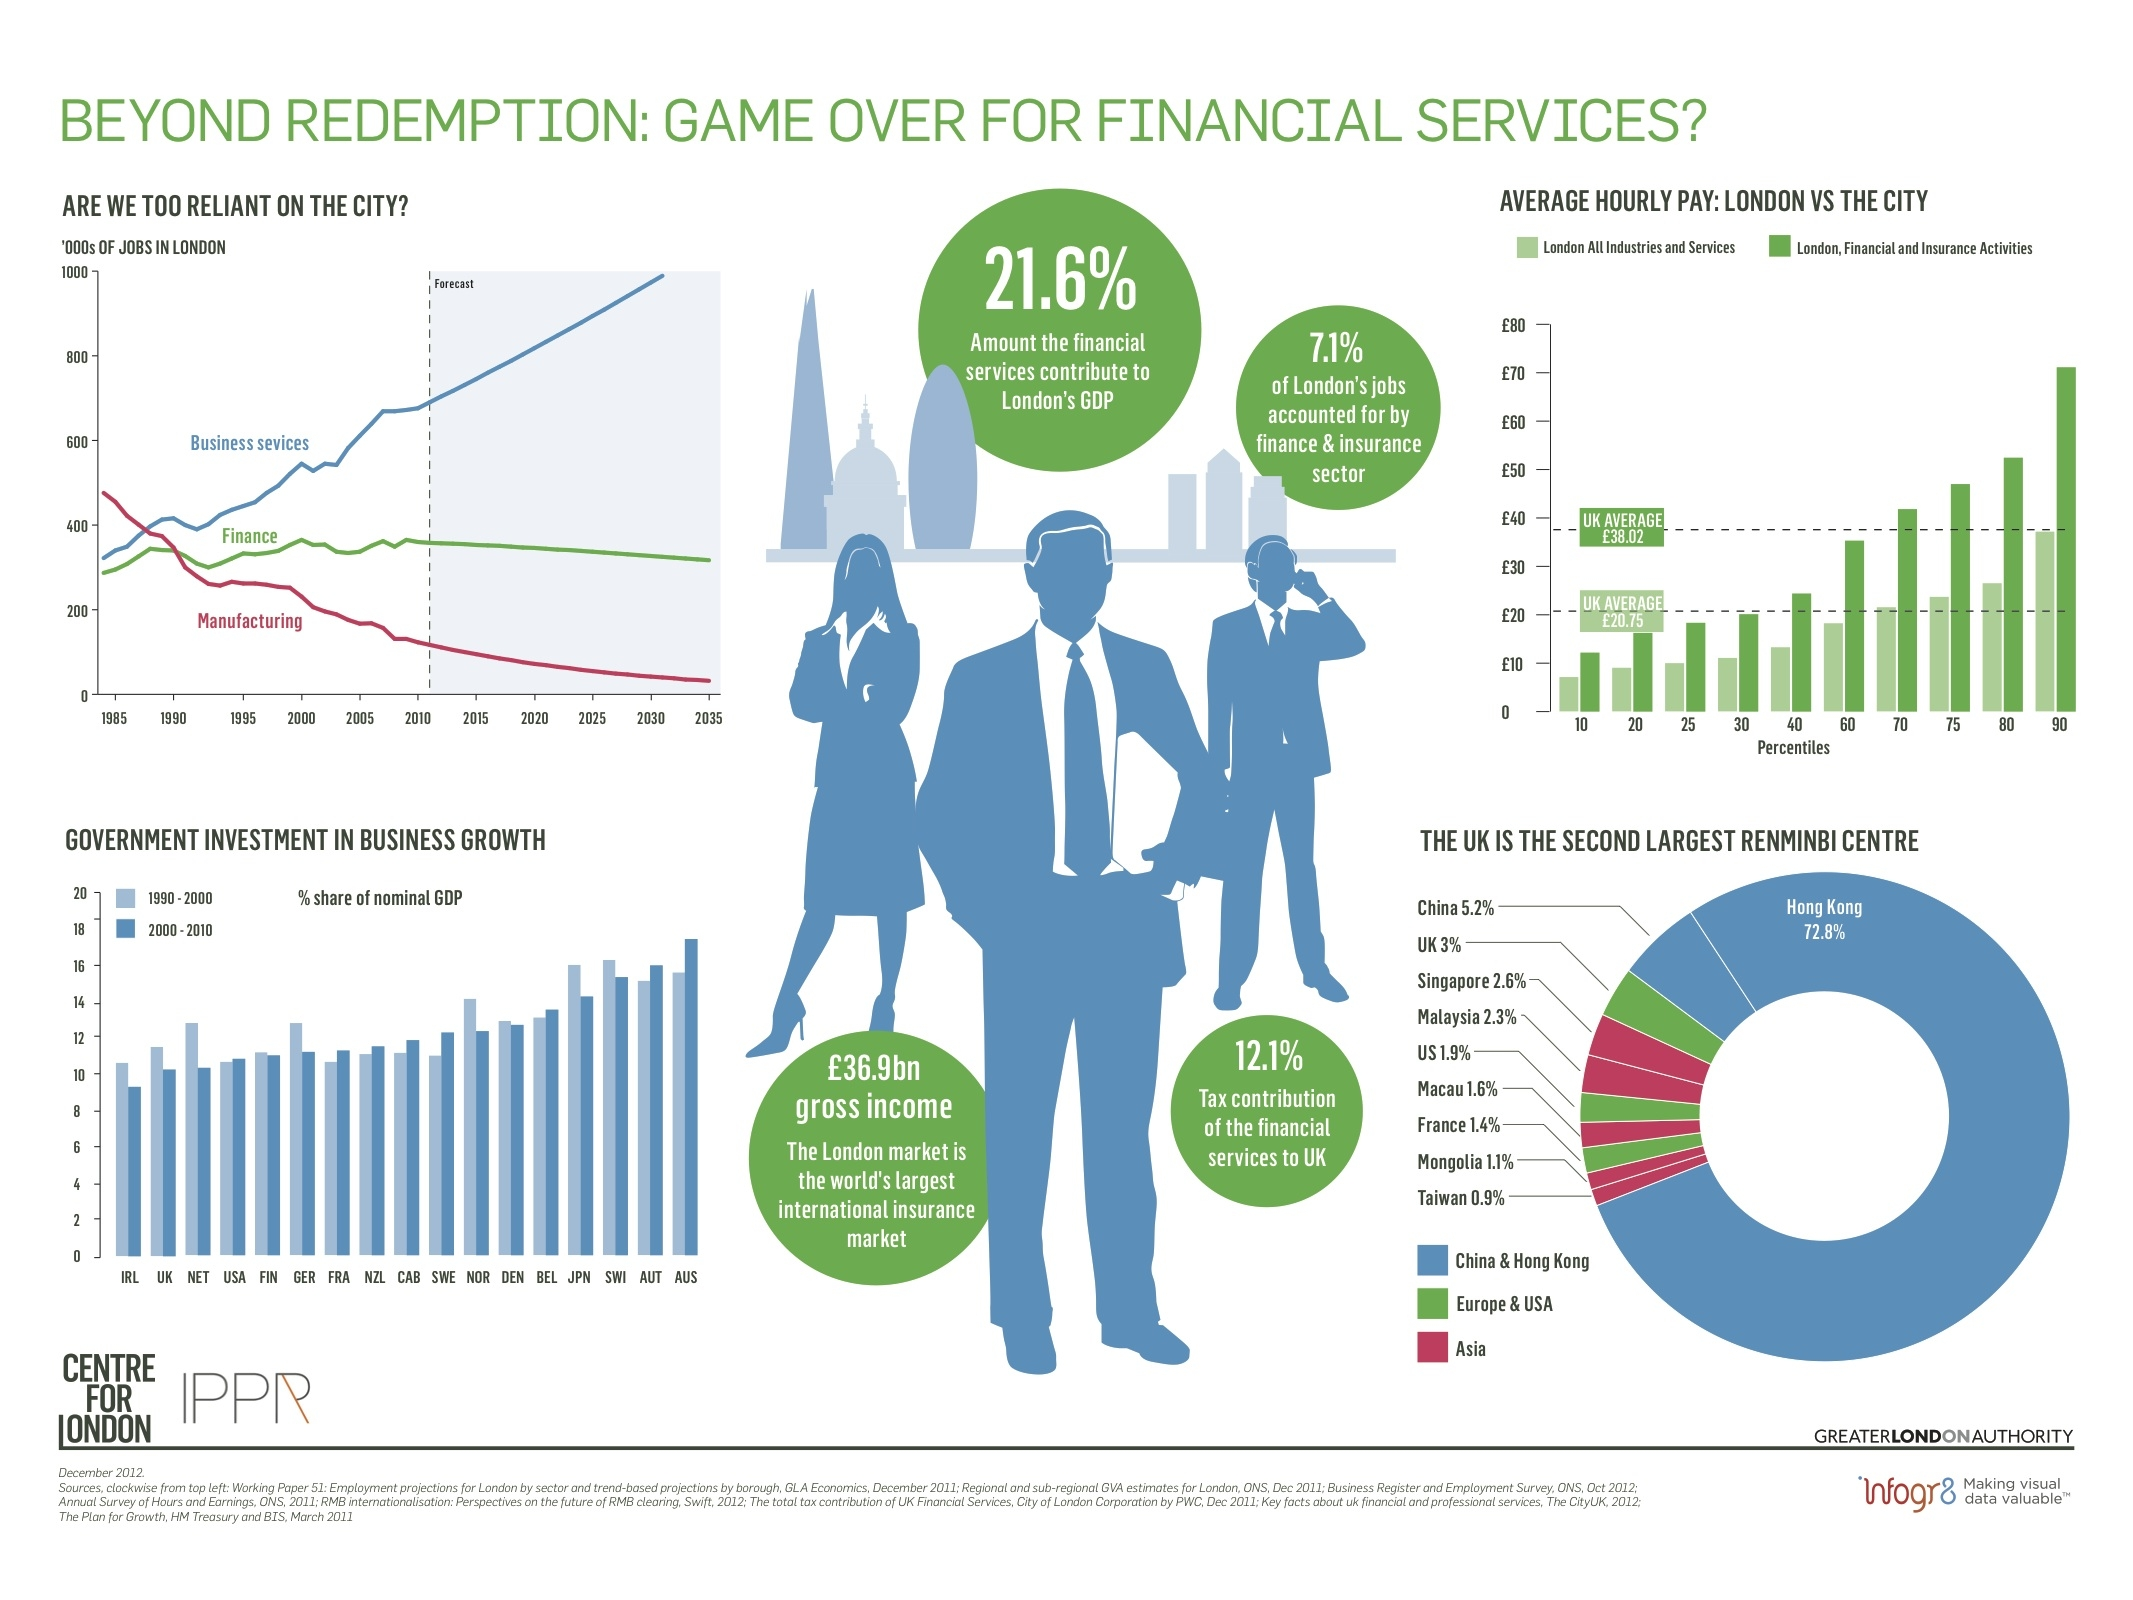 BEYOND REDEMPTION: GAME OVER FOR FINANCIAL SERVICES?
ARE WE TOO RELIANT ON THE CITY?
'000s OF JOBS IN LONDON
1000
800
600
400
200
0
Forecast
Business sevices
Finance
Manufacturing
1985 1990 1995 2000 2005 2010 2015 2020 2025 2030 2035
21.6%
Amount the financial
services contribute to
London's GDP
7.1%
of London's jobs
accounted for by
finance & insurance
sector
AVERAGE HOURLY PAY: LONDON VS THE CITY
London All Industries and Services
London, Financial and Insurance Activities
£80
£70
£60
£50
£40
£30
£20
£10
0
UK AVERAGE
£38.02
UK AVERAGE
£20.75
10 20 25 30 40 60 70 75 80 90
Percentiles
GOVERNMENT INVESTMENT IN BUSINESS GROWTH
1990 - 2000
2000 - 2010
% share of nominal GDP
20
18
16
14
12
10
8
6
4
2
0
IRL UK NET USA FIN GER FRA NZL CAB SWE NOR DEN BEL JPN SWI AUT AUS
£36.9bn
gross income
The London market is
the world's largest
international insurance
market
12.1%
Tax contribution
of the financial
services to UK
THE UK IS THE SECOND LARGEST RENMINBI CENTRE
Hong Kong
72.8%
China 5.2%
UK 3%
Singapore 2.6%
Malaysia 2.3%
US 1.9%
Macau 1.6%
France 1.4%
Mongolia 1.1%
Taiwan 0.9%
China & Hong Kong
Europe & USA
Asia
CENTRE
FOR
LONDON
IPPR
GREATERLONDONAUTHORITY
December 2012.
Sources, clockwise from top left: Working Paper 51: Employment projections for London by sector and trend-based projections by borough, GLA Economics, December 2011; Regional and sub-regional GVA estimates for London, ONS, Dec 2011; Business Register and Employment Survey, ONS, Oct 2012;
Annual Survey of Hours and Earnings, ONS, 2011; RMB internationalisation: Perspectives on the future of RMB clearing, Swift, 2012; The total tax contribution of UK Financial Services, City of London Corporation by PWC, Dec 2011; Key facts about uk financial and professional services, The CityUK, 2012;
The Plan for Growth, HM Treasury and BIS, March 2011
infogr8
Making visual
data valuable™